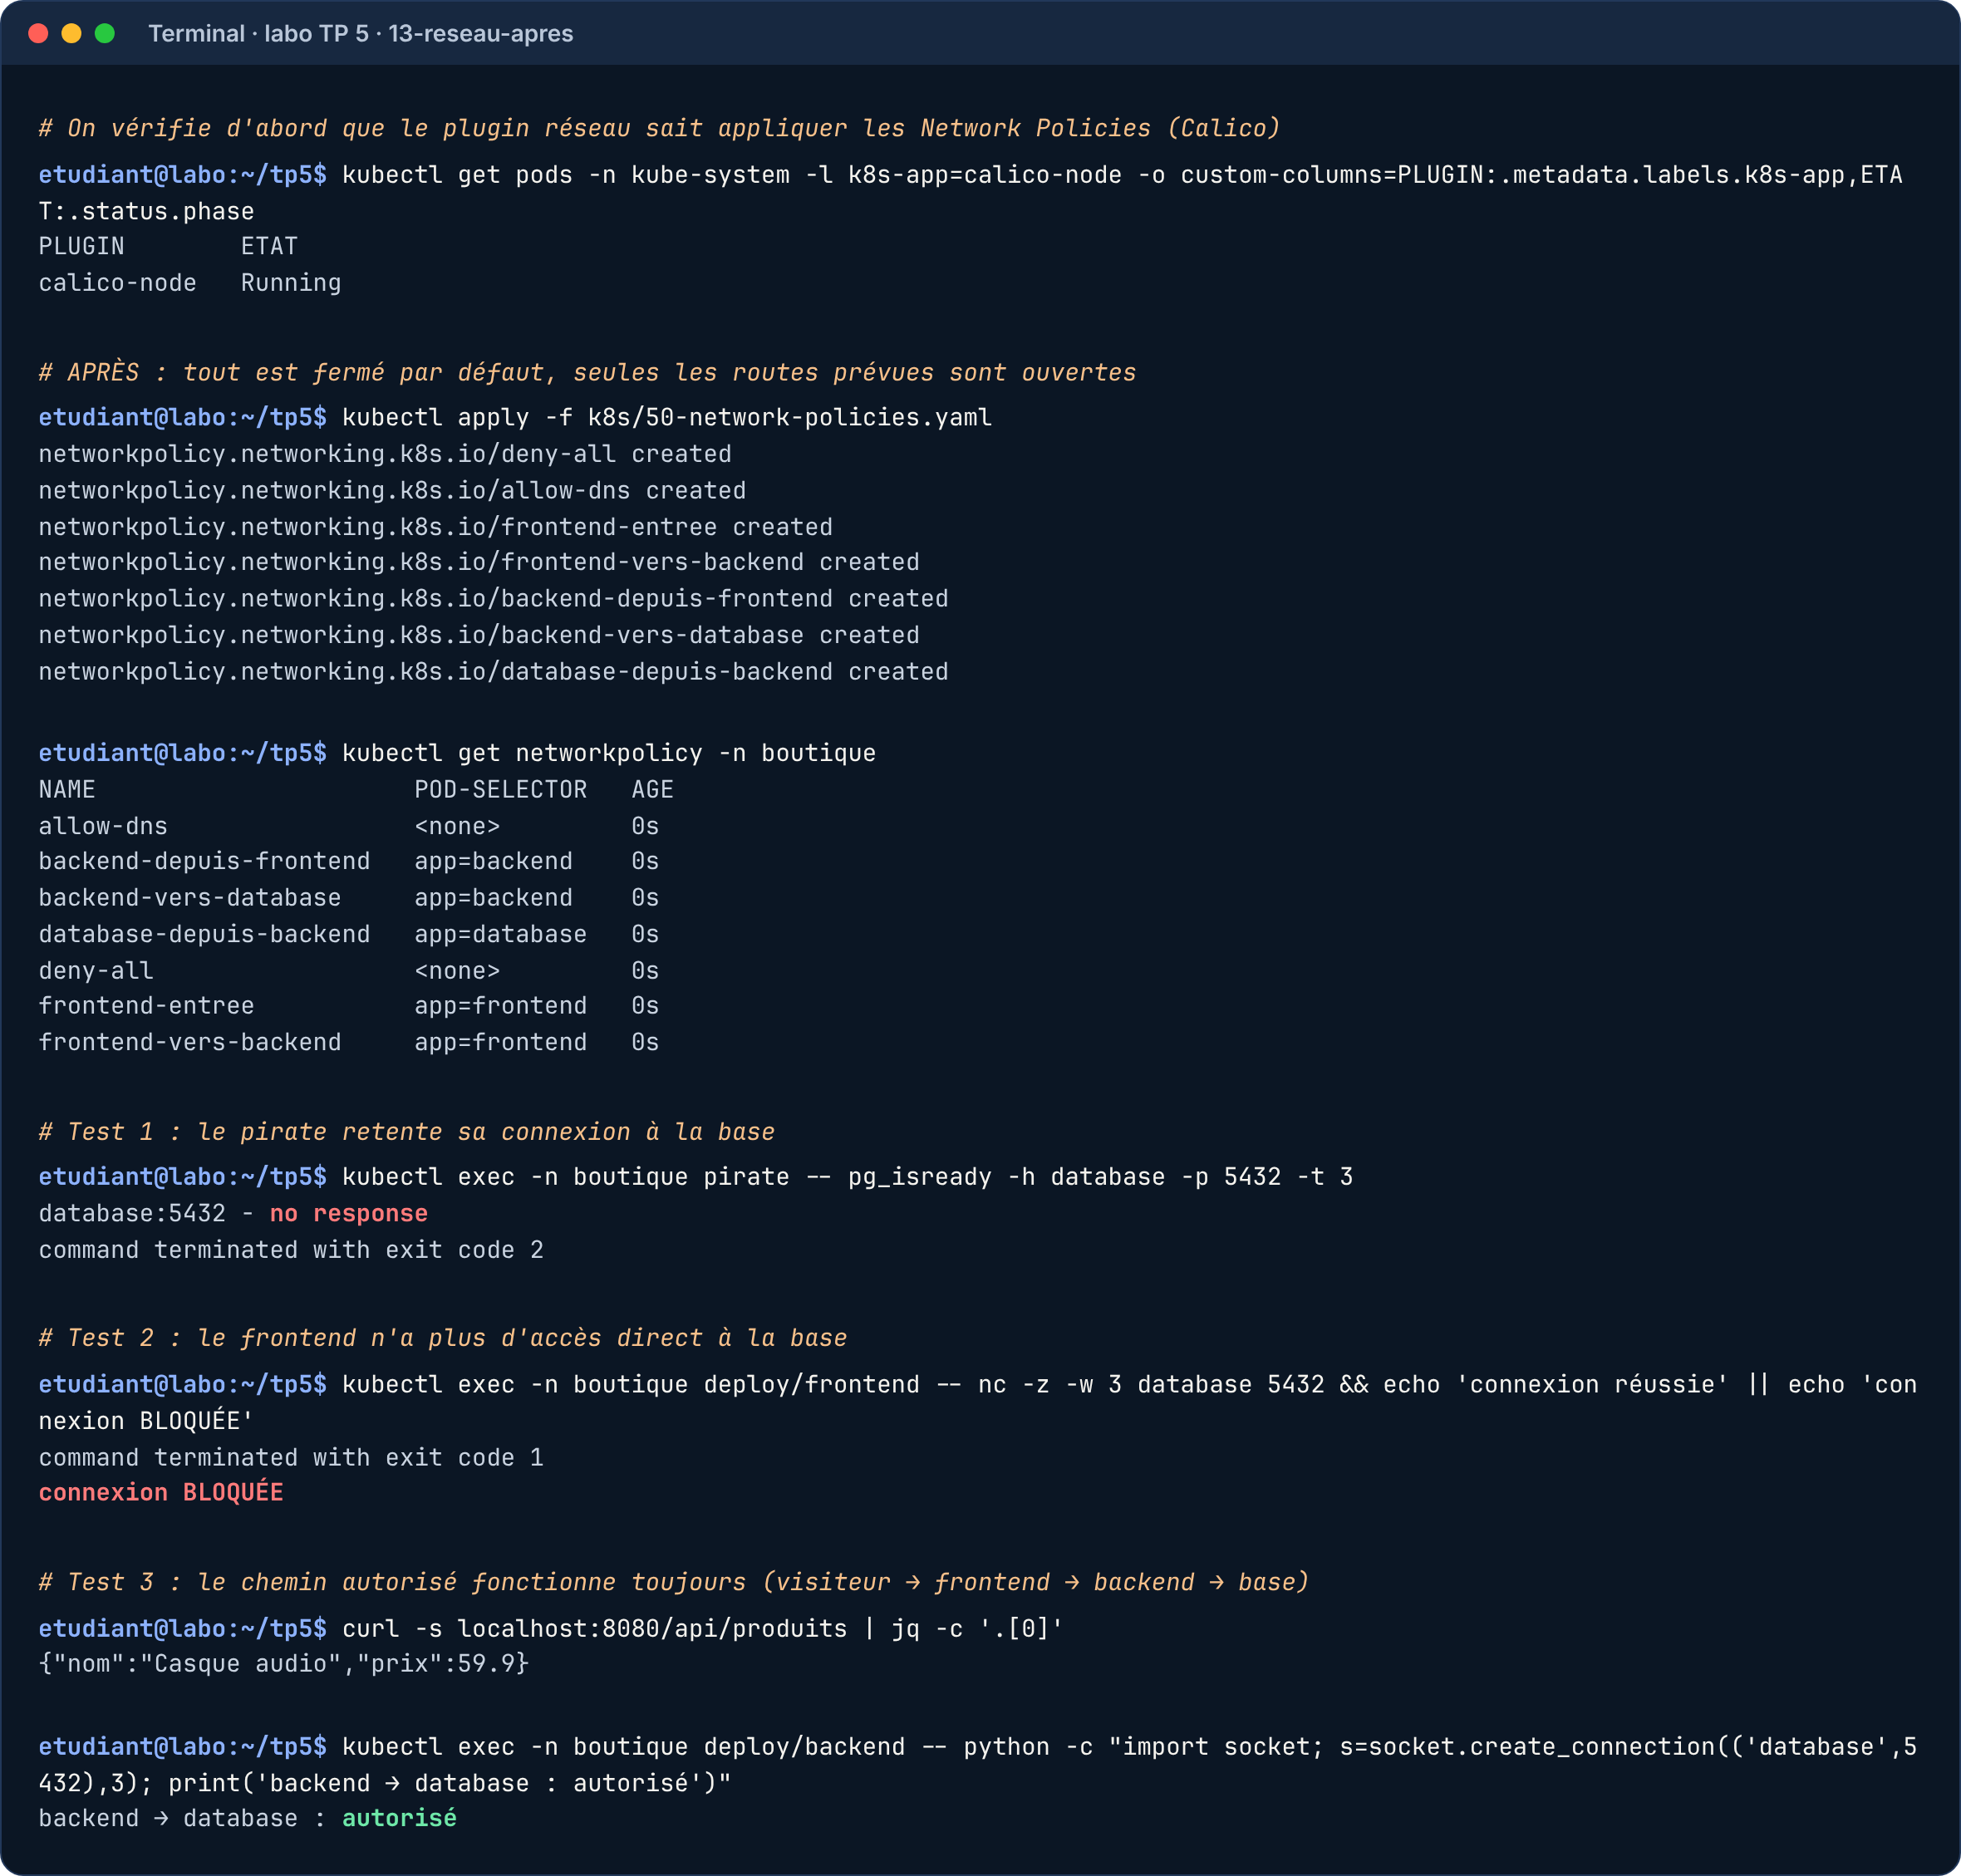 Terminal · labo TP 5 · 13-reseau-apres
# On vérifie d'abord que le plugin réseau sait appliquer les Network Policies (Calico)
etudiant@labo:~/tp5$ kubectl get pods -n kube-system -l k8s-app=calico-node -o custom-columns=PLUGIN:.metadata.labels.k8s-app,ETA
T:.status.phase
PLUGIN        ETAT
calico-node   Running
# APRÈS : tout est fermé par défaut, seules les routes prévues sont ouvertes
etudiant@labo:~/tp5$ kubectl apply -f k8s/50-network-policies.yaml
networkpolicy.networking.k8s.io/deny-all created
networkpolicy.networking.k8s.io/allow-dns created
networkpolicy.networking.k8s.io/frontend-entree created
networkpolicy.networking.k8s.io/frontend-vers-backend created
networkpolicy.networking.k8s.io/backend-depuis-frontend created
networkpolicy.networking.k8s.io/backend-vers-database created
networkpolicy.networking.k8s.io/database-depuis-backend created
etudiant@labo:~/tp5$ kubectl get networkpolicy -n boutique
NAME                      POD-SELECTOR   AGE
allow-dns                 <none>         0s
backend-depuis-frontend   app=backend    0s
backend-vers-database     app=backend    0s
database-depuis-backend   app=database   0s
deny-all                  <none>         0s
frontend-entree           app=frontend   0s
frontend-vers-backend     app=frontend   0s
# Test 1 : le pirate retente sa connexion à la base
etudiant@labo:~/tp5$ kubectl exec -n boutique pirate -- pg_isready -h database -p 5432 -t 3
database:5432 - no response
command terminated with exit code 2
# Test 2 : le frontend n'a plus d'accès direct à la base
etudiant@labo:~/tp5$ kubectl exec -n boutique deploy/frontend -- nc -z -w 3 database 5432 && echo 'connexion réussie' || echo 'con
nexion BLOQUÉE'
command terminated with exit code 1
connexion BLOQUÉE
# Test 3 : le chemin autorisé fonctionne toujours (visiteur → frontend → backend → base)
etudiant@labo:~/tp5$ curl -s localhost:8080/api/produits | jq -c '.[0]'
{"nom":"Casque audio","prix":59.9}
etudiant@labo:~/tp5$ kubectl exec -n boutique deploy/backend -- python -c "import socket; s=socket.create_connection(('database',5
432),3); print('backend → database : autorisé')"
backend → database : autorisé